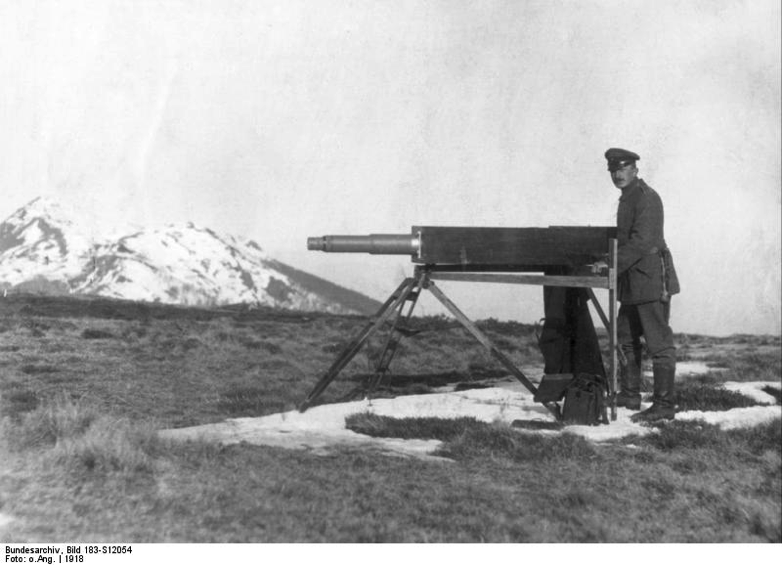 Bundesarchiv, Bild 183-S12054
Foto: o.Ang. | 1918